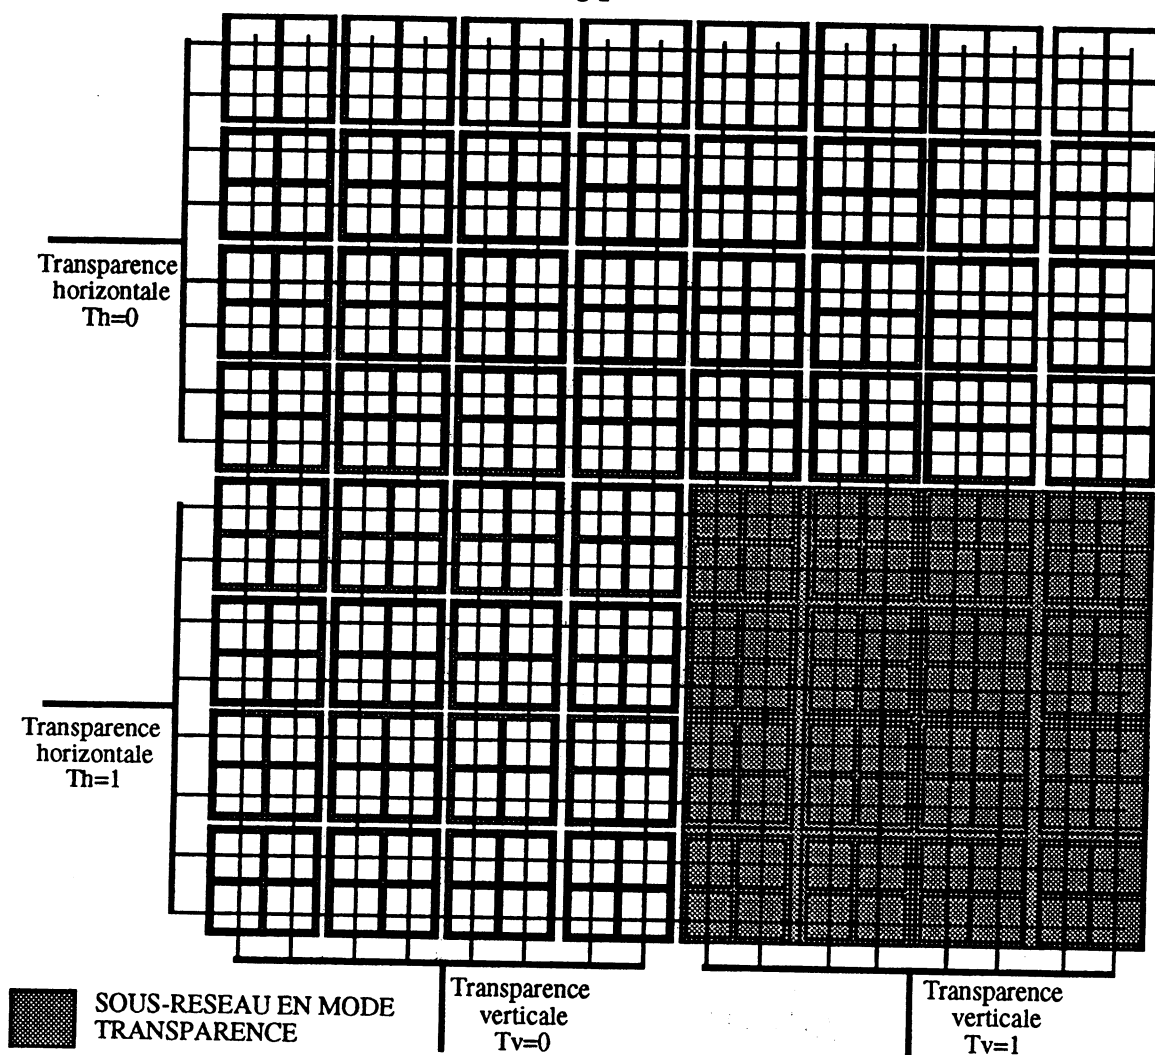 Transparence
horizontale
Th=0
Transparence
horizontale
Th=1
SOUS-RESEAU EN MODE
TRANSPARENCE
Transparence
verticale
Tv=0
Transparence
verticale
Tv=1